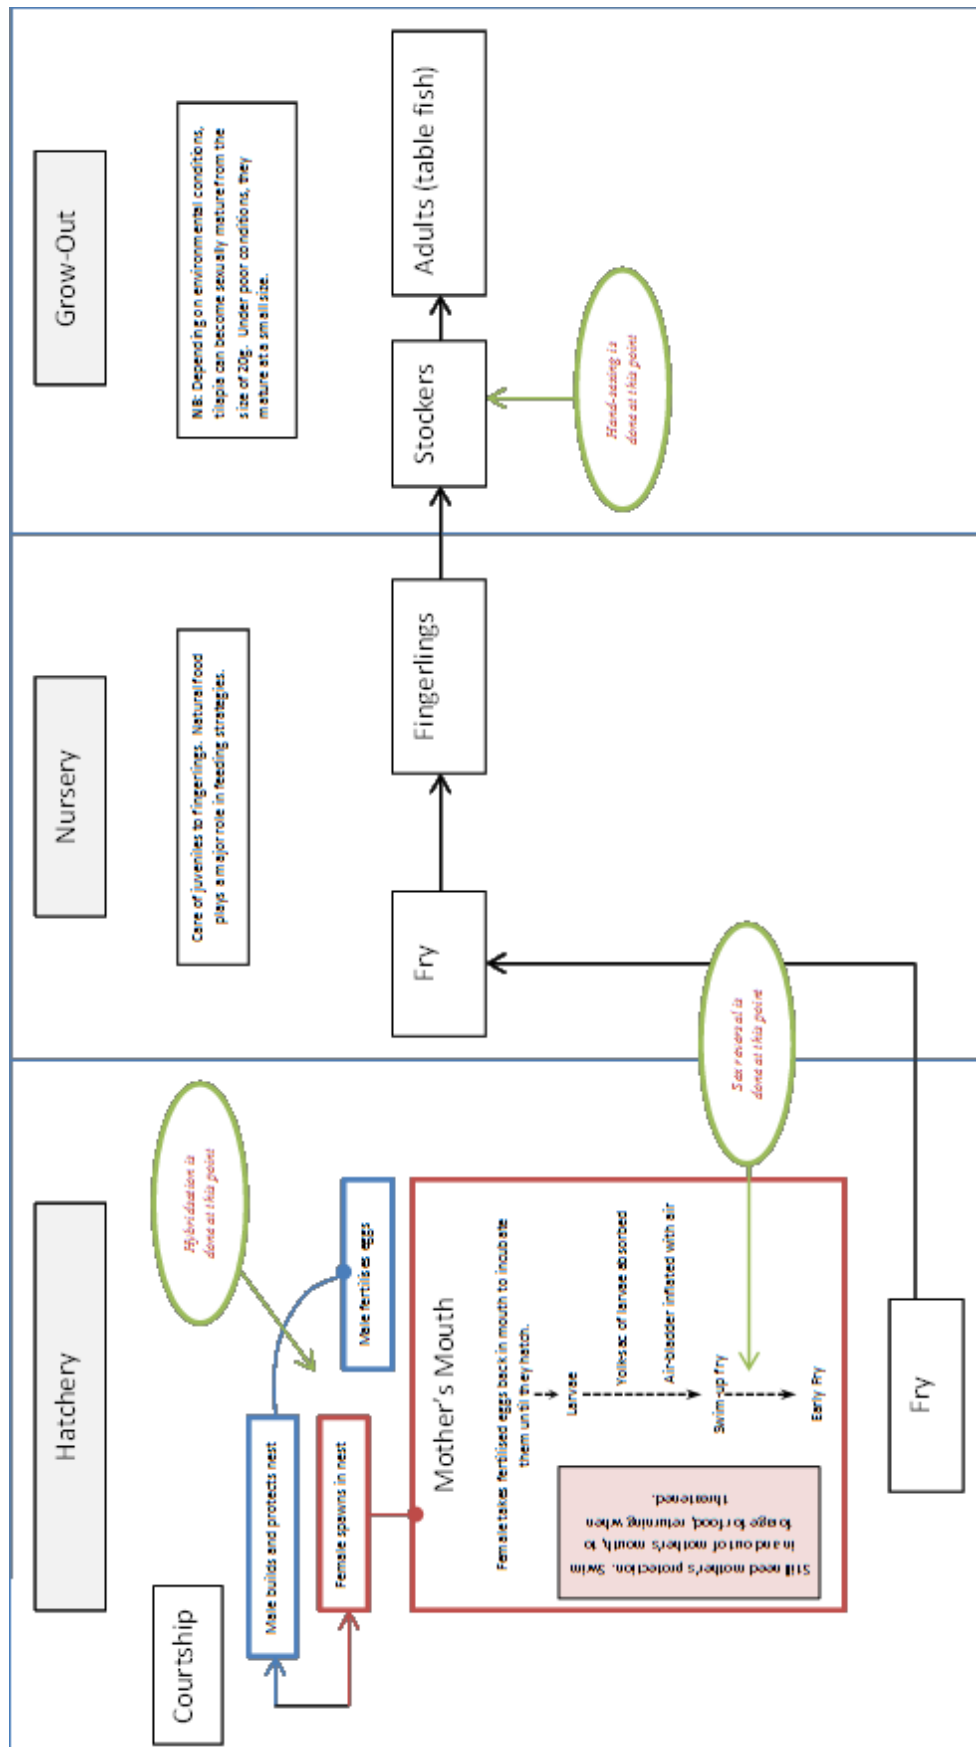 Hatchery
Courtship
Male builds and protects nest
Female spawns in nest
Male fertilises eggs
Hybridisation is
done at this point
Mother's Mouth
Female takes fertilised eggs back in mouth to incubate
them until they hatch.
Larvae
Yolk-sac of larvae absorbed
Air-bladder inflated with air
Swim-up fry
Early Fry
Still need mother's protection. Swim
in and out of mother's mouth, to
forage for food, returning when
threatened.
Sex reversal is
done at this point
Fry
Nursery
Care of juveniles to fingerlings. Natural food
plays a major role in feeding strategies.
Fry
Fingerlings
Grow-Out
NB: Depending on environmental conditions,
tilapia can become sexually mature from the
size of 20g. Under poor conditions, they
mature at a small size.
Stockers
Adults (table fish)
Hand-sexing is
done at this point